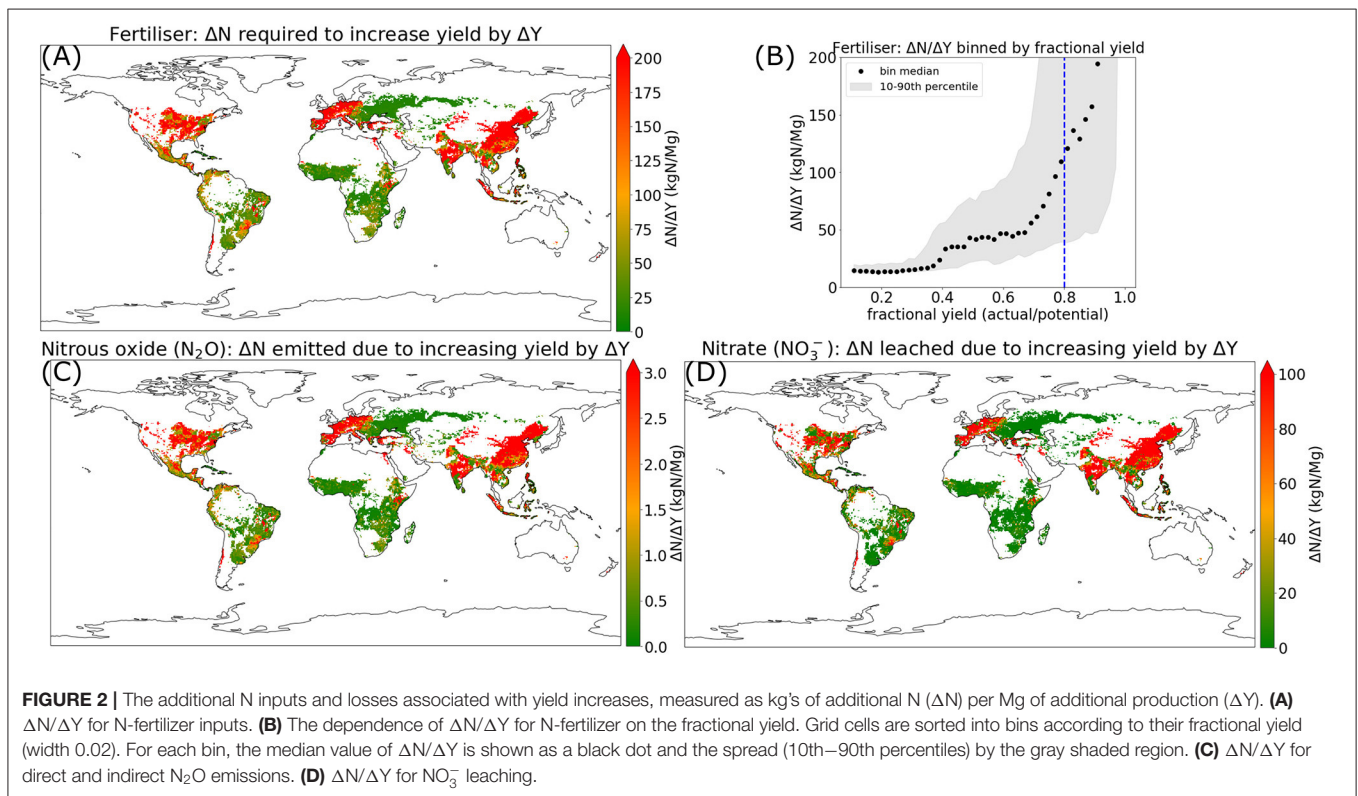 Fertiliser: ΔN required to increase yield by ΔY
(A)
200
175
150
125
100
75
50
25
0
ΔN/ΔY (kgN/Mg)
(B)
Fertiliser: ΔN/ΔY binned by fractional yield
bin median
10-90th percentile
200
150
100
50
0
ΔN/ΔY (kgN/Mg)
0.2 0.4 0.6 0.8 1.0
fractional yield (actual/potential)
Nitrous oxide (N₂O): ΔN emitted due to increasing yield by ΔY
(C)
3.0
2.5
2.0
1.5
1.0
0.5
0.0
ΔN/ΔY (kgN/Mg)
Nitrate (NO₃⁻): ΔN leached due to increasing yield by ΔY
(D)
100
80
60
40
20
0
ΔN/ΔY (kgN/Mg)
FIGURE 2 | The additional N inputs and losses associated with yield increases, measured as kg's of additional N (ΔN) per Mg of additional production (ΔY). (A)
ΔN/ΔY for N-fertilizer inputs. (B) The dependence of ΔN/ΔY for N-fertilizer on the fractional yield. Grid cells are sorted into bins according to their fractional yield
(width 0.02). For each bin, the median value of ΔN/ΔY is shown as a black dot and the spread (10th–90th percentiles) by the gray shaded region. (C) ΔN/ΔY for
direct and indirect N₂O emissions. (D) ΔN/ΔY for NO₃⁻ leaching.